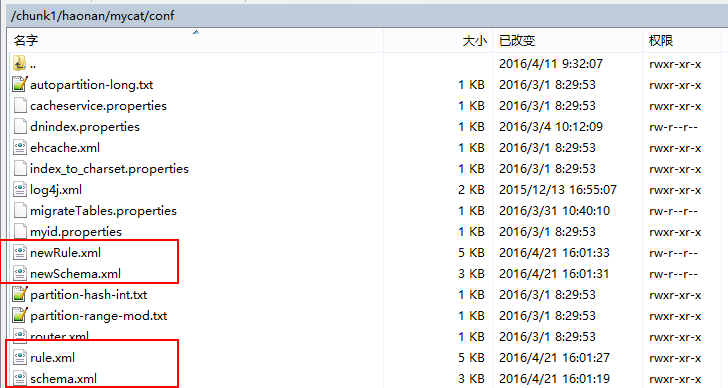 /chunk1/haonan/mycat/conf
名字 大小 已改变 权限
.. 2016/4/11 9:32:07 rwxr-xr-x
autopartition-long.txt 1 KB 2016/3/1 8:29:53 rwxr-xr-x
cacheservice.properties 1 KB 2016/3/1 8:29:53 rwxr-xr-x
dnindex.properties 1 KB 2016/3/4 10:12:09 rw-r--r--
ehcache.xml 1 KB 2016/3/1 8:29:53 rwxr-xr-x
index_to_charset.properties 1 KB 2016/3/1 8:29:53 rwxr-xr-x
log4j.xml 2 KB 2015/12/13 16:55:07 rwxr-xr-x
migrateTables.properties 1 KB 2016/3/31 10:40:10 rw-r--r--
myid.properties 1 KB 2016/3/1 8:29:53 rwxr-xr-x
newRule.xml 5 KB 2016/4/21 16:01:33 rw-r--r--
newSchema.xml 3 KB 2016/4/21 16:01:31 rw-r--r--
partition-hash-int.txt 1 KB 2016/3/1 8:29:53 rwxr-xr-x
partition-range-mod.txt 1 KB 2016/3/1 8:29:53 rwxr-xr-x
router.xml 1 KB 2016/3/1 8:29:53 rwxr-xr-x
rule.xml 5 KB 2016/4/21 16:01:27 rwxr-xr-x
schema.xml 3 KB 2016/4/21 16:01:19 rwxr-xr-x